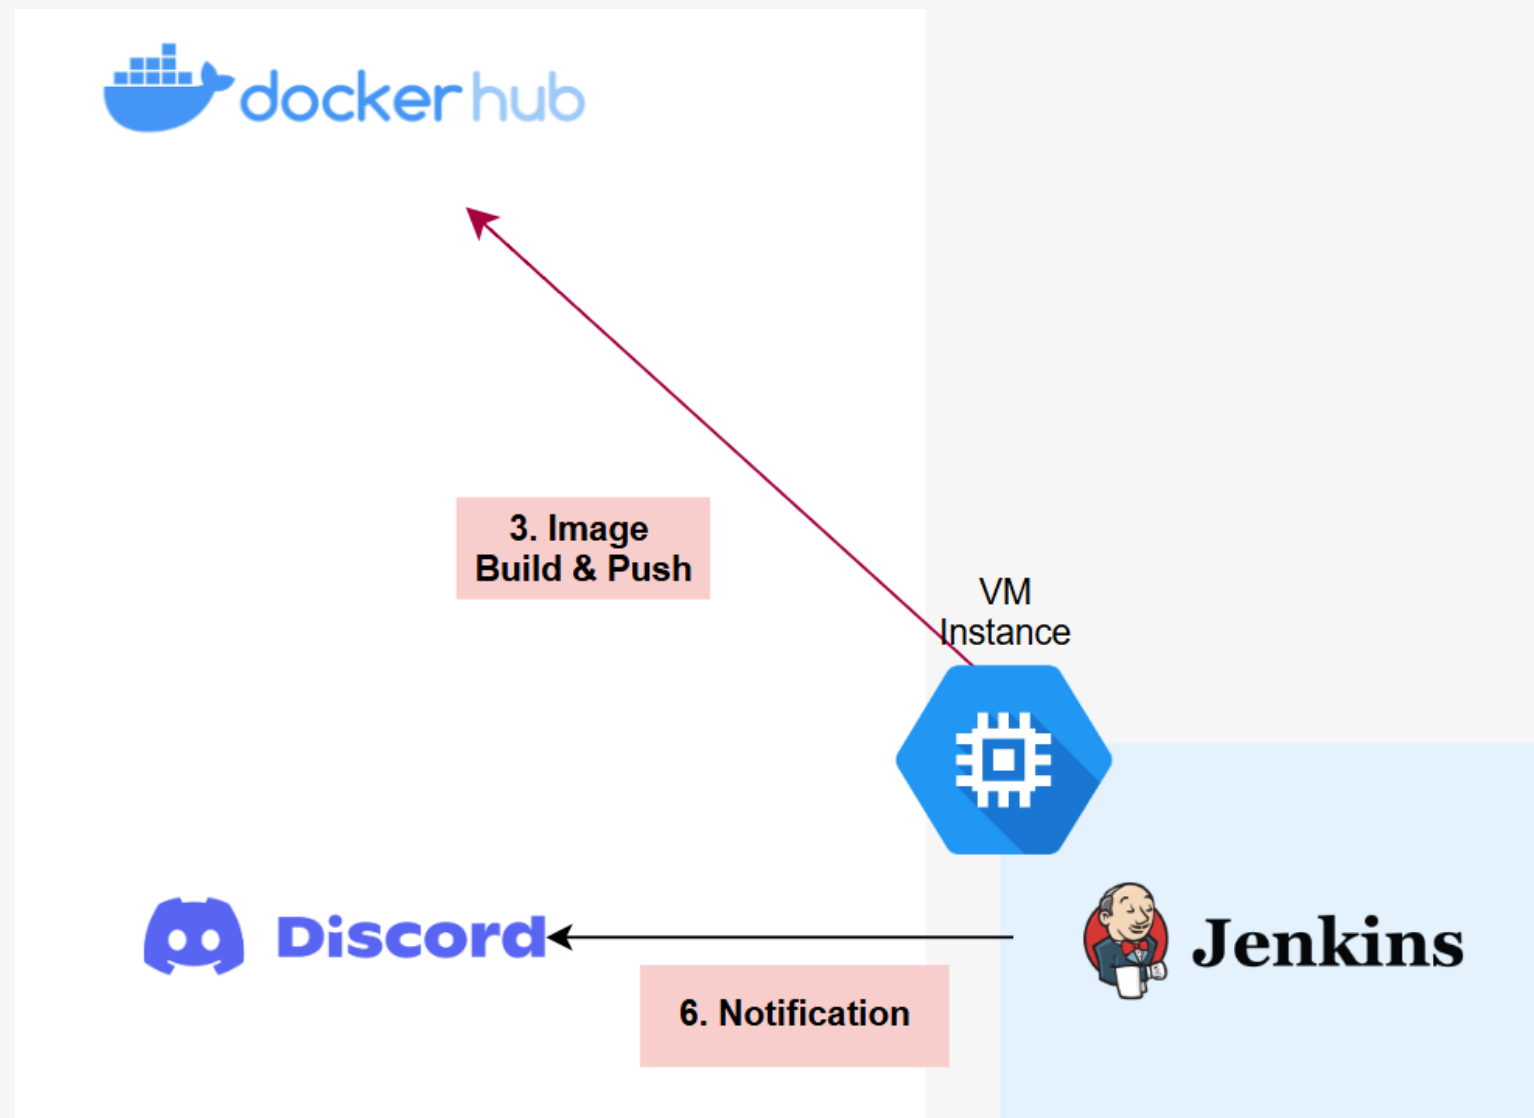 docker hub
3. Image
Build & Push
VM
Instance
Discord
Jenkins
6. Notification